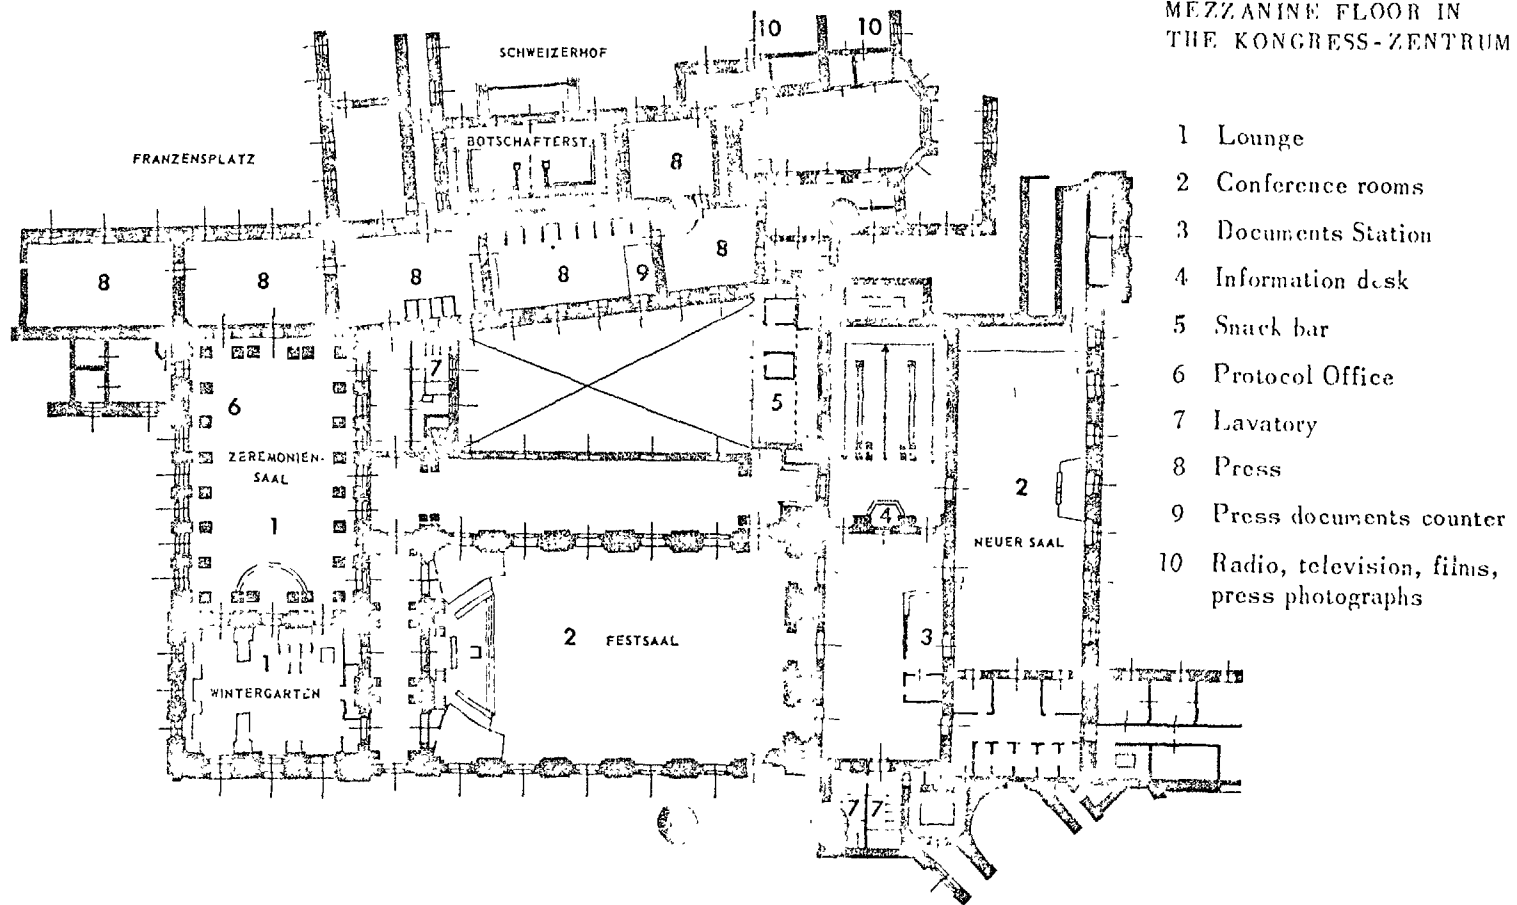 MEZZANINE FLOOR IN
THE KONGRESS-ZENTRUM
10 10
SCHWEIZERHOF
1 Lounge
BOTSCHAFTERST.
FRANZENSPLATZ
8
2 Conference rooms
3 Documents Station
8
8 8 8 8 9
4 Information desk
5 Snack bar
7
6 Protocol Office
5
6
7 Lavatory
ZEREMONIEN-
SAAL
8 Press
2
1
4
9 Press documents counter
NEUER SAAL
10 Radio, television, films,
press photographs
2 FESTSAAL
3
1
WINTERGARTEN
7 7